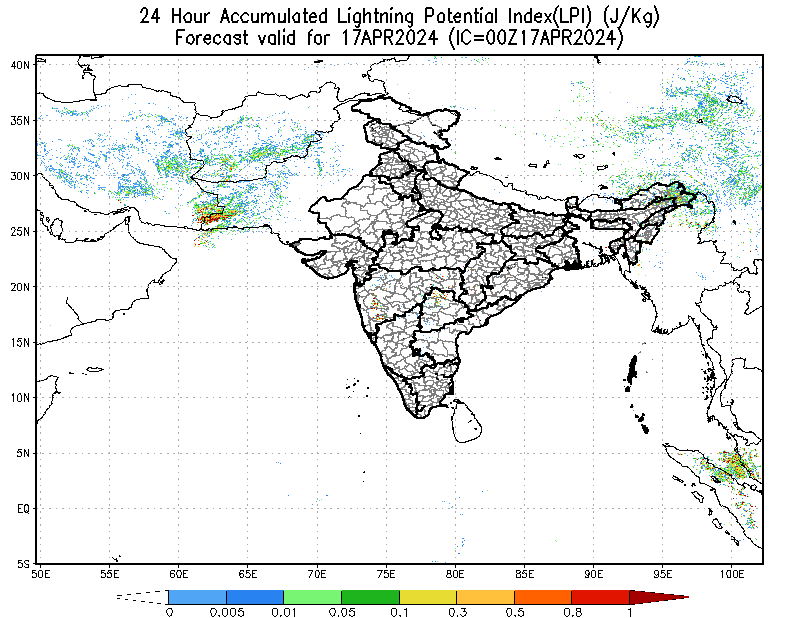 24 Hour Accumulated Lightning Potential Index(LPI) (J/Kg)
Forecast valid for 17APR2024 (IC=00Z17APR2024)
40N
35N
30N
25N
20N
15N
10N
5N
EQ
5S
50E 55E 60E 65E 70E 75E 80E 85E 90E 95E 100E
0 0.005 0.01 0.05 0.1 0.3 0.5 0.8 1